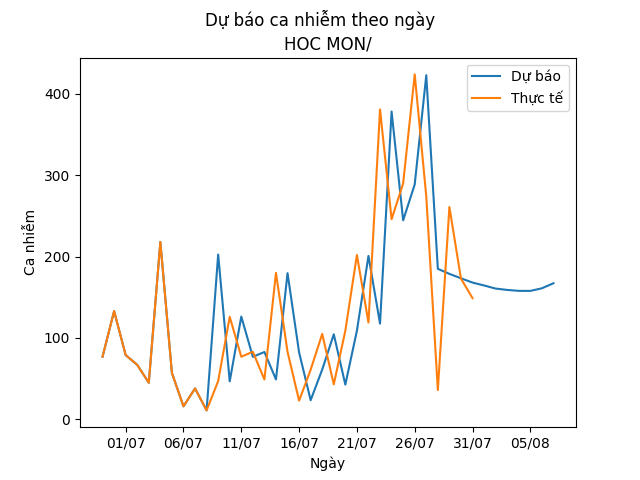 Dự báo ca nhiễm theo ngày
HOC MON/
Dự báo
Thực tế
Ca nhiễm
400
300
200
100
0
01/07
06/07
11/07
16/07
21/07
26/07
31/07
05/08
Ngày